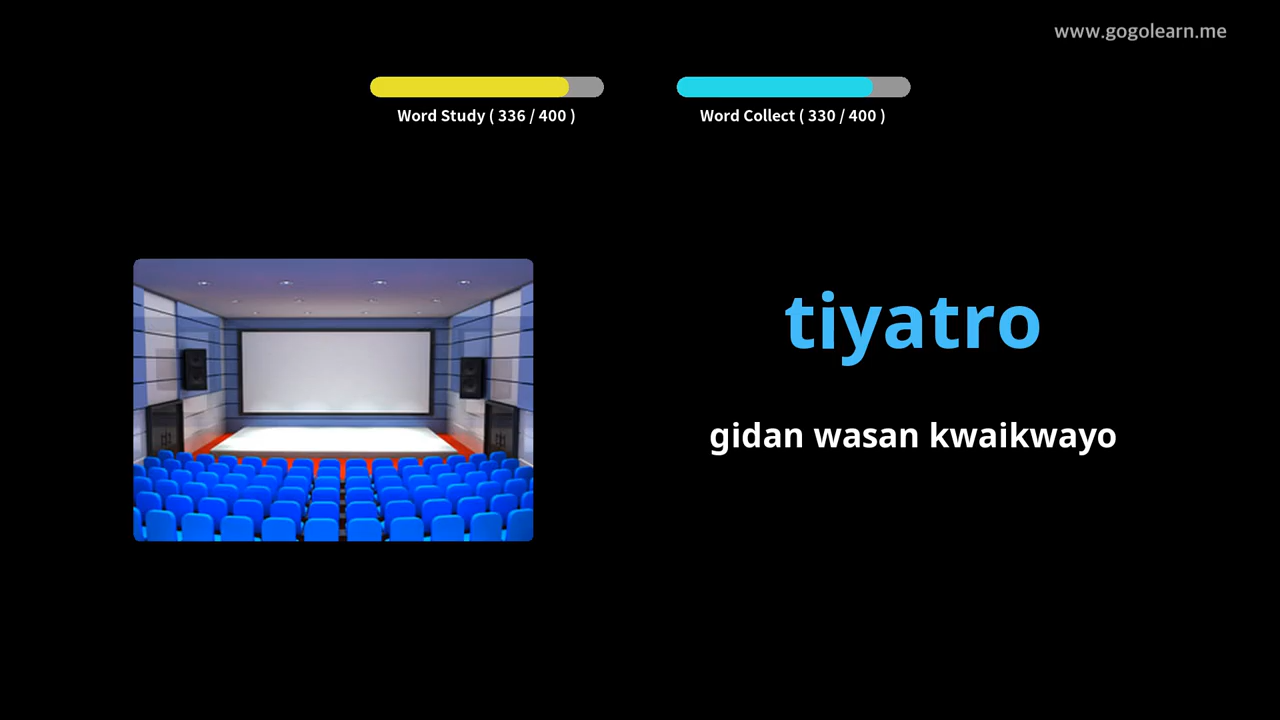 www.gogolearn.me
Word Study ( 336 / 400 )
Word Collect ( 330 / 400 )
tiyatro
gidan wasan kwaikwayo